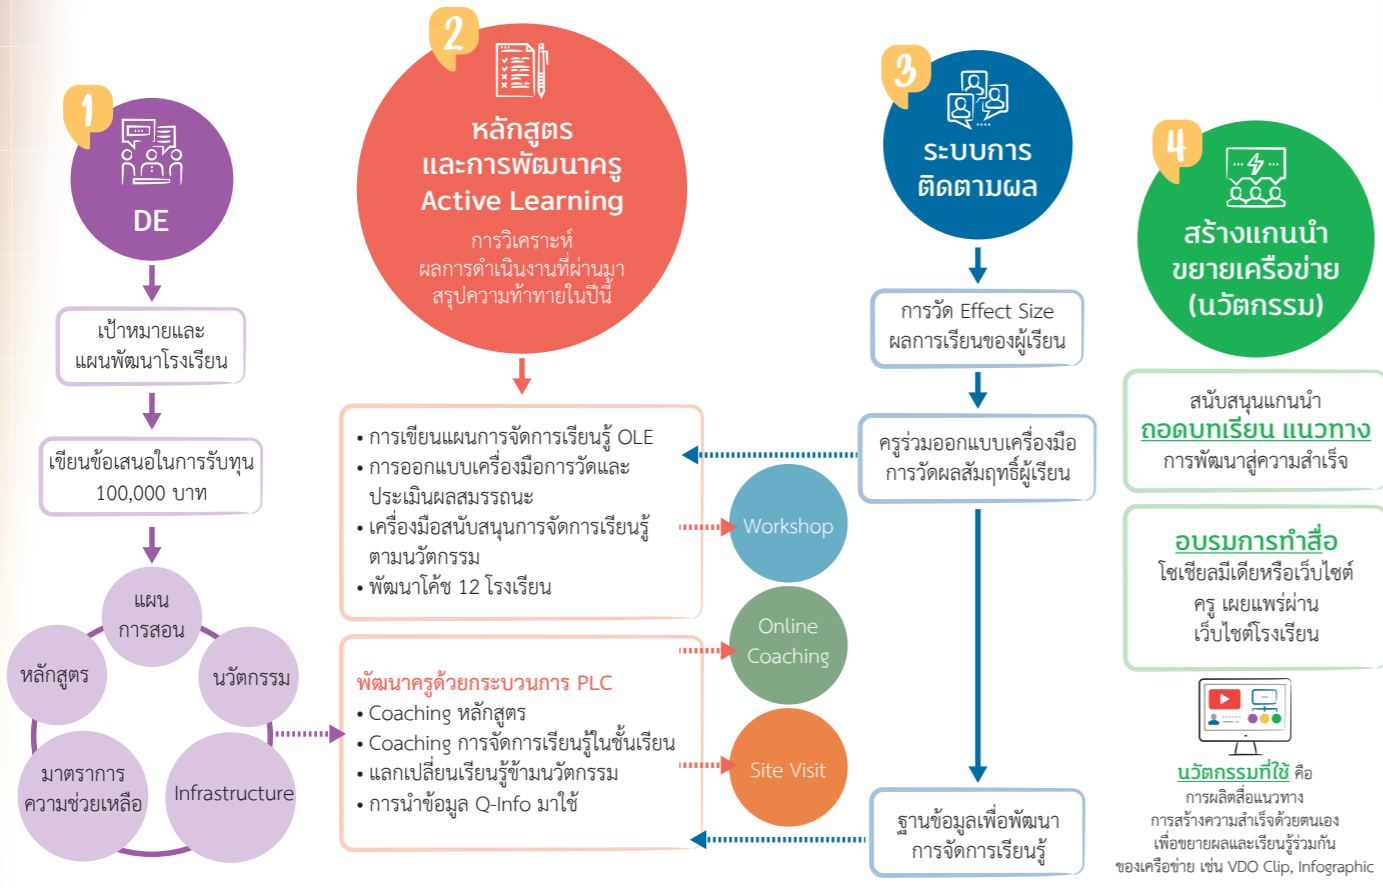 1
DE
เป้าหมายและ
แผนพัฒนาโรงเรียน
เขียนข้อเสนอในการรับทุน
100,000 บาท
แผน
การสอน
หลักสูตร
นวัตกรรม
มาตราการ
ความช่วยเหลือ
Infrastructure
2
หลักสูตร
และการพัฒนาครู
Active Learning
การวิเคราะห์
ผลการดำเนินงานที่ผ่านมา
สรุปความท้าทายในปีนี้
• การเขียนแผนการจัดการเรียนรู้ OLE
• การออกแบบเครื่องมือการวัดและ
ประเมินผลสมรรถนะ
• เครื่องมือสนับสนุนการจัดการเรียนรู้
ตามนวัตกรรม
• พัฒนาโค้ช 12 โรงเรียน
พัฒนาครูด้วยกระบวนการ PLC
• Coaching หลักสูตร
• Coaching การจัดการเรียนรู้ในชั้นเรียน
• แลกเปลี่ยนเรียนรู้ข้ามนวัตกรรม
• การนำข้อมูล Q-Info มาใช้
Workshop
Online
Coaching
Site Visit
3
ระบบการ
ติดตามผล
การวัด Effect Size
ผลการเรียนของผู้เรียน
ครูร่วมออกแบบเครื่องมือ
การวัดผลสัมฤทธิ์ผู้เรียน
ฐานข้อมูลเพื่อพัฒนา
การจัดการเรียนรู้
4
สร้างแกนนำ
ขยายเครือข่าย
(นวัตกรรม)
สนับสนุนแกนนำ
ถอดบทเรียน แนวทาง
การพัฒนาสู่ความสำเร็จ
อบรมการทำสื่อ
โซเชียลมีเดียหรือเว็บไซต์
ครู เผยแพร่ผ่าน
เว็บไซต์โรงเรียน
นวัตกรรมที่ใช้ คือ
การผลิตสื่อแนวทาง
การสร้างความสำเร็จด้วยตนเอง
เพื่อขยายผลและเรียนรู้ร่วมกัน
ของเครือข่าย เช่น VDO Clip, Infographic